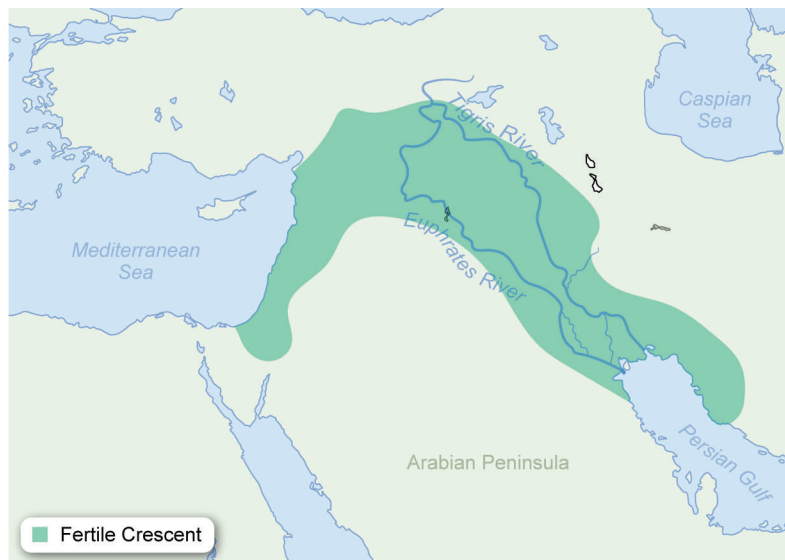 Caspian
Sea
Tigris River
Mediterranean
Sea
Euphrates River
Arabian Peninsula
Persian Gulf
Fertile Crescent